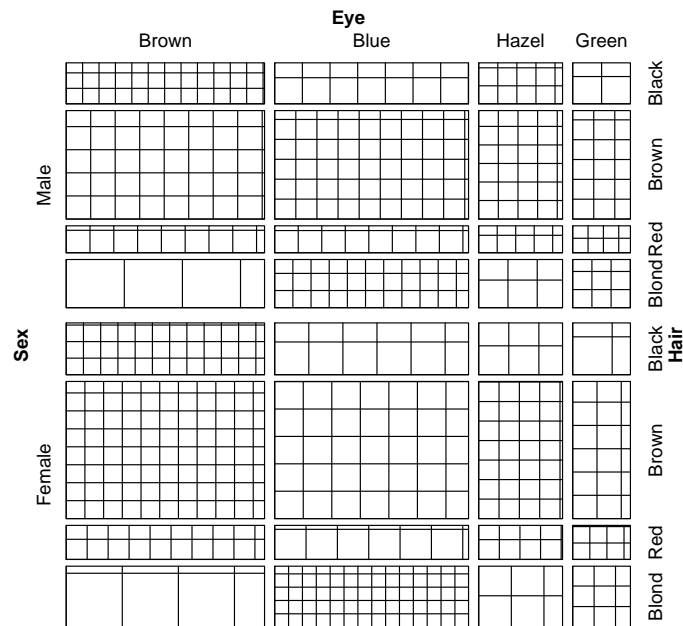 Eye
Brown Blue Hazel Green
Sex
Male
Female
Black
Brown
Red
Blond
Black
Brown
Red
Blond
Hair